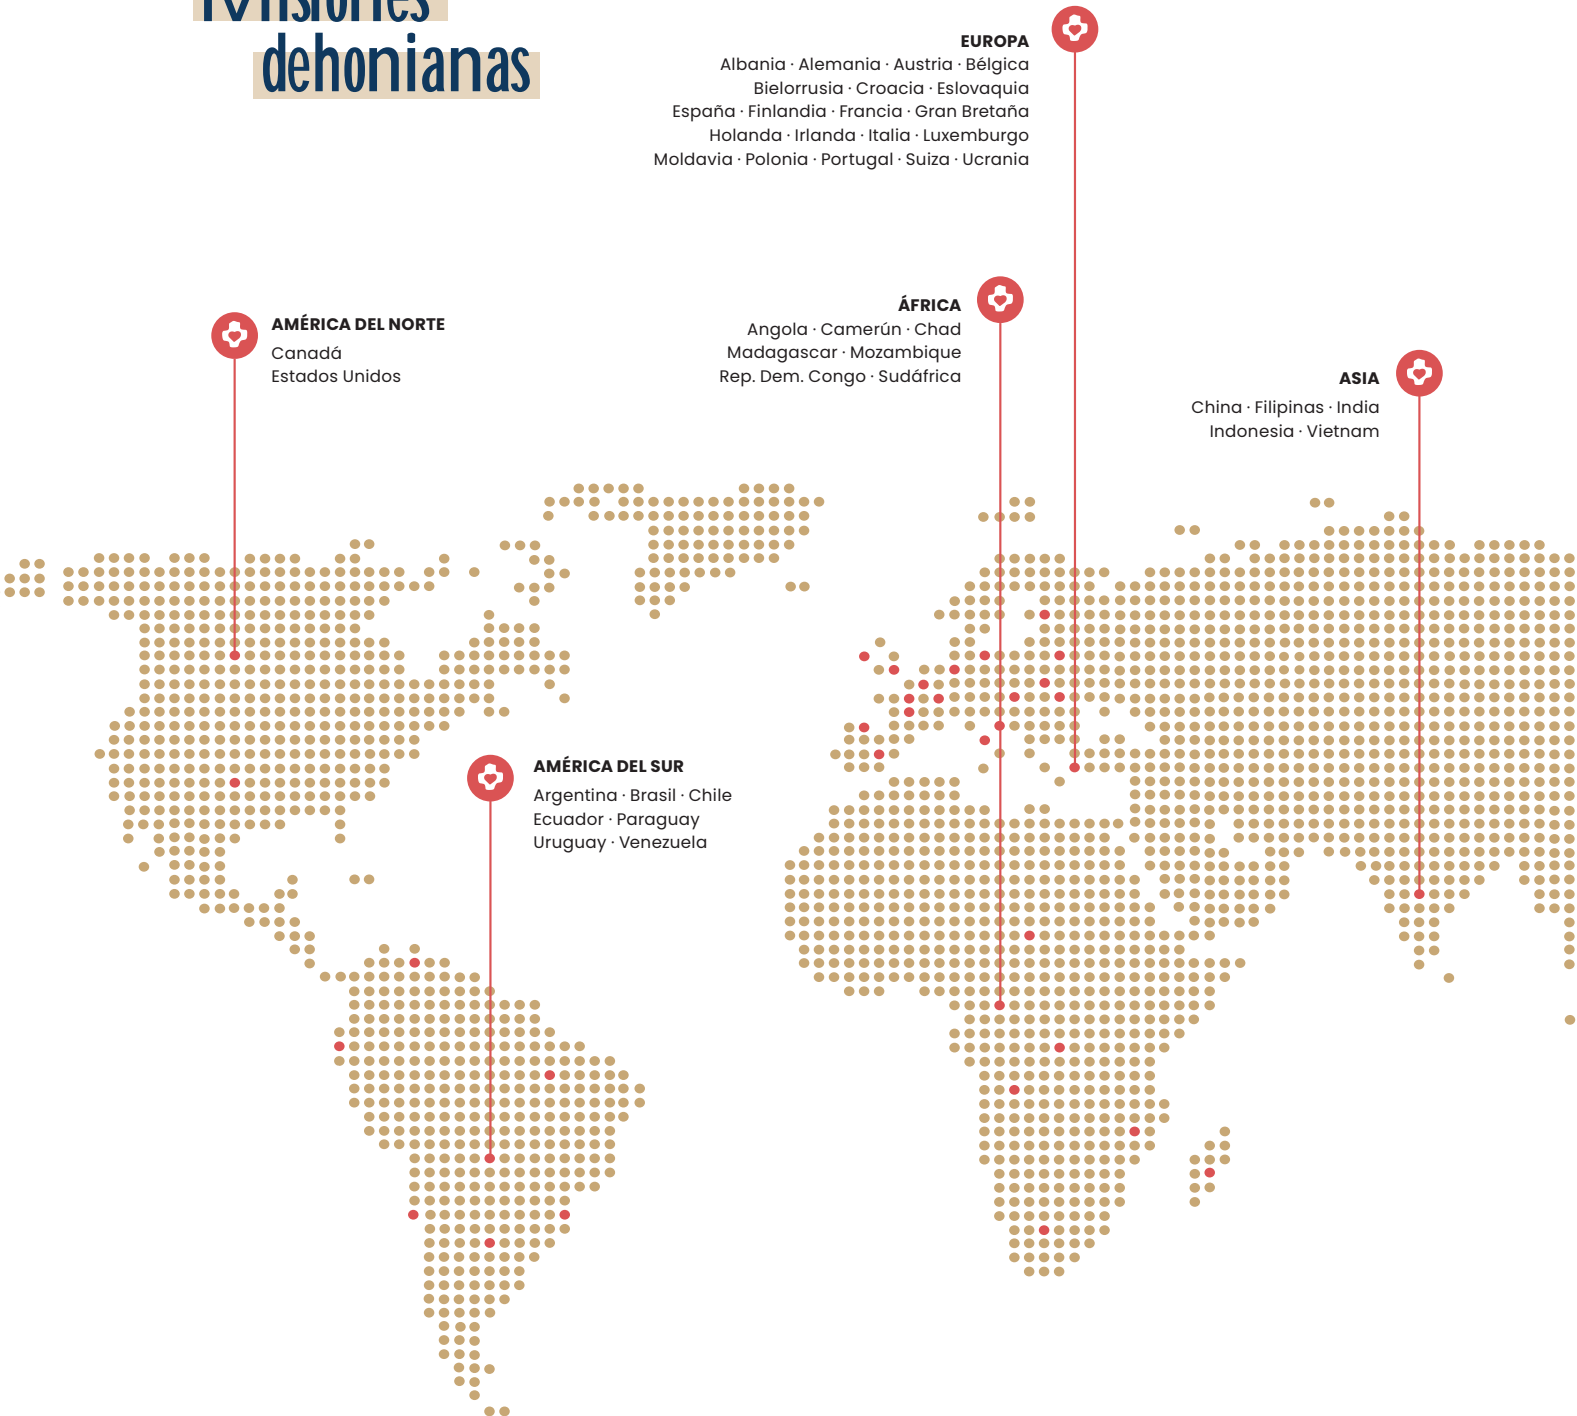 dehonianas
EUROPA
Albania · Alemania · Austria · Bélgica
Bielorrusia · Croacia · Eslovaquia
España · Finlandia · Francia · Gran Bretaña
Holanda · Irlanda · Italia · Luxemburgo
Moldavia · Polonia · Portugal · Suiza · Ucrania
ÁFRICA
Angola · Camerún · Chad
Madagascar · Mozambique
Rep. Dem. Congo · Sudáfrica
AMÉRICA DEL NORTE
Canadá
Estados Unidos
ASIA
China · Filipinas · India
Indonesia · Vietnam
AMÉRICA DEL SUR
Argentina · Brasil · Chile
Ecuador · Paraguay
Uruguay · Venezuela